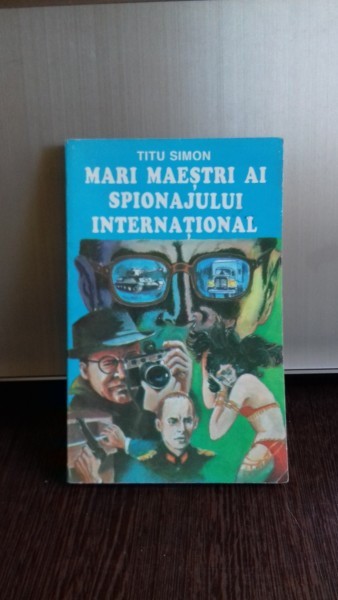 TITU SIMON
MARI MAEȘTRI AI
SPIONAJULUI
INTERNAȚIONAL